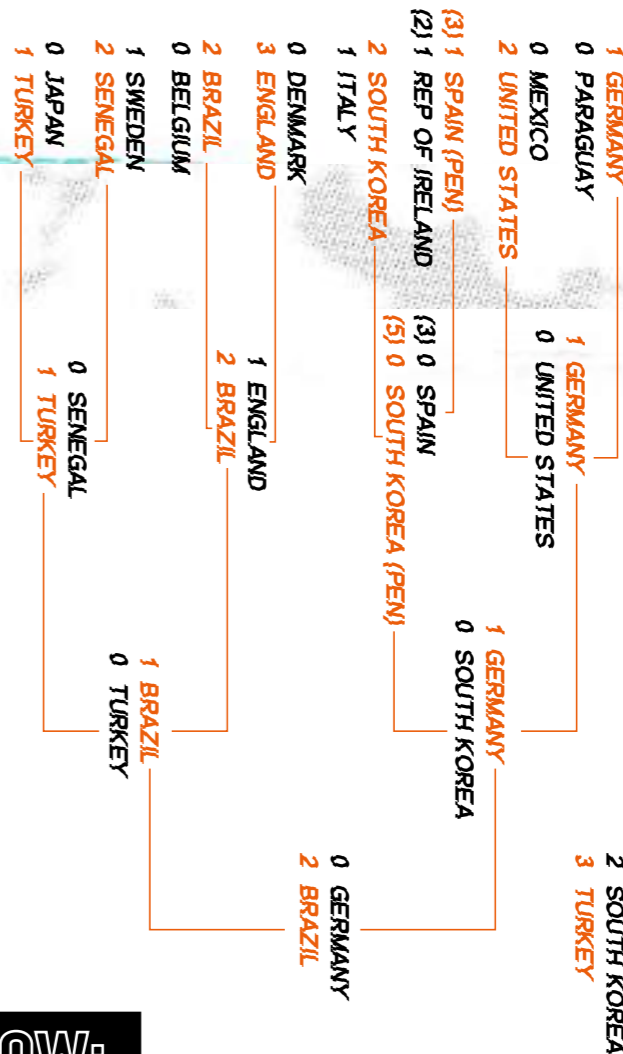 1 GERMANY
0 PARAGUAY
0 MEXICO
2 UNITED STATES
(3) 1 SPAIN (PEN)
(2) 1 REP OF IRELAND
2 SOUTH KOREA
1 ITALY
0 DENMARK
3 ENGLAND
2 BRAZIL
0 BELGIUM
1 SWEDEN
2 SENEGAL
0 JAPAN
1 TURKEY
1 GERMANY
0 UNITED STATES
(3) 0 SPAIN
(5) 0 SOUTH KOREA (PEN)
1 ENGLAND
2 BRAZIL
0 SENEGAL
1 TURKEY
1 GERMANY
0 SOUTH KOREA
1 BRAZIL
0 TURKEY
2 SOUTH KOREA
3 TURKEY
0 GERMANY
2 BRAZIL